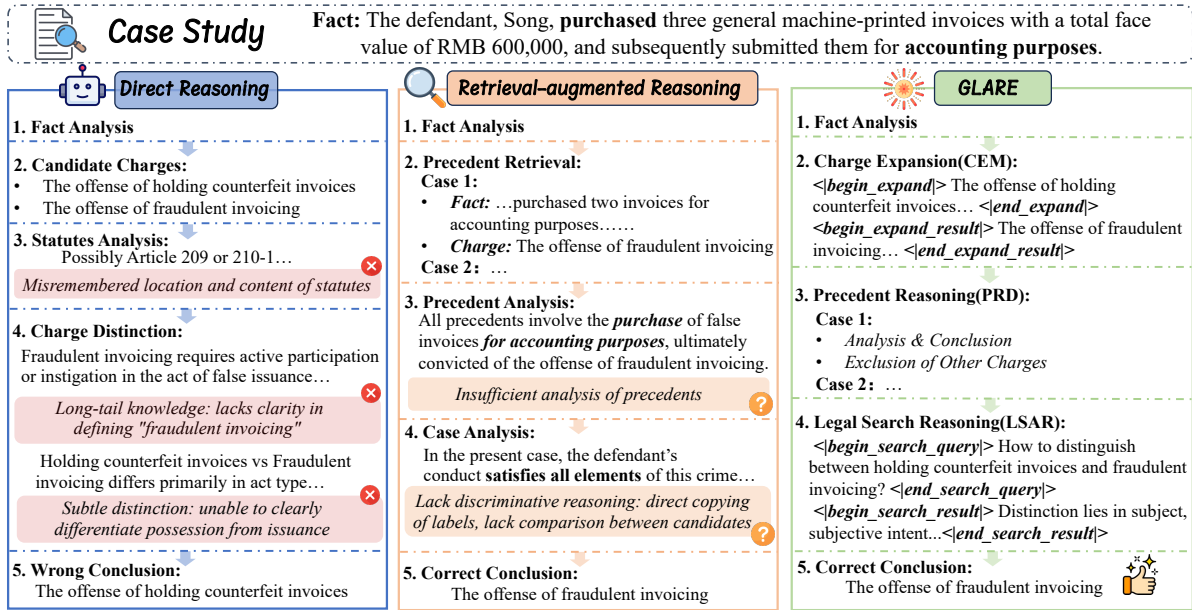 Case Study
Fact: The defendant, Song, purchased three general machine-printed invoices with a total face
value of RMB 600,000, and subsequently submitted them for accounting purposes.
Direct Reasoning
1. Fact Analysis
2. Candidate Charges:
• The offense of holding counterfeit invoices
• The offense of fraudulent invoicing
3. Statutes Analysis:
Possibly Article 209 or 210-1…
Misremembered location and content of statutes
4. Charge Distinction:
Fraudulent invoicing requires active participation
or instigation in the act of false issuance…
Long-tail knowledge: lacks clarity in
defining "fraudulent invoicing"
Holding counterfeit invoices vs Fraudulent
invoicing differs primarily in act type…
Subtle distinction: unable to clearly
differentiate possession from issuance
5. Wrong Conclusion:
The offense of holding counterfeit invoices
Retrieval-augmented Reasoning
1. Fact Analysis
2. Precedent Retrieval:
Case 1:
• Fact: …purchased two invoices for
accounting purposes……
• Charge: The offense of fraudulent invoicing
Case 2: …
3. Precedent Analysis:
All precedents involve the purchase of false
invoices for accounting purposes, ultimately
convicted of the offense of fraudulent invoicing.
Insufficient analysis of precedents
?
4. Case Analysis:
In the present case, the defendant's
conduct satisfies all elements of this crime…
Lack discriminative reasoning: direct copying
of labels, lack comparison between candidates
?
5. Correct Conclusion:
The offense of fraudulent invoicing
GLARE
1. Fact Analysis
2. Charge Expansion(CEM):
<|begin_expand|> The offense of holding
counterfeit invoices… <|end_expand|>
<|begin_expand_result|> The offense of fraudulent
invoicing… <|end_expand_result|>
3. Precedent Reasoning(PRD):
Case 1:
• Analysis & Conclusion
• Exclusion of Other Charges
Case 2: …
4. Legal Search Reasoning(LSAR):
<|begin_search_query|> How to distinguish
between holding counterfeit invoices and fraudulent
invoicing? <|end_search_query|>
<|begin_search_result|> Distinction lies in subject,
subjective intent...<|end_search_result|>
5. Correct Conclusion:
The offense of fraudulent invoicing